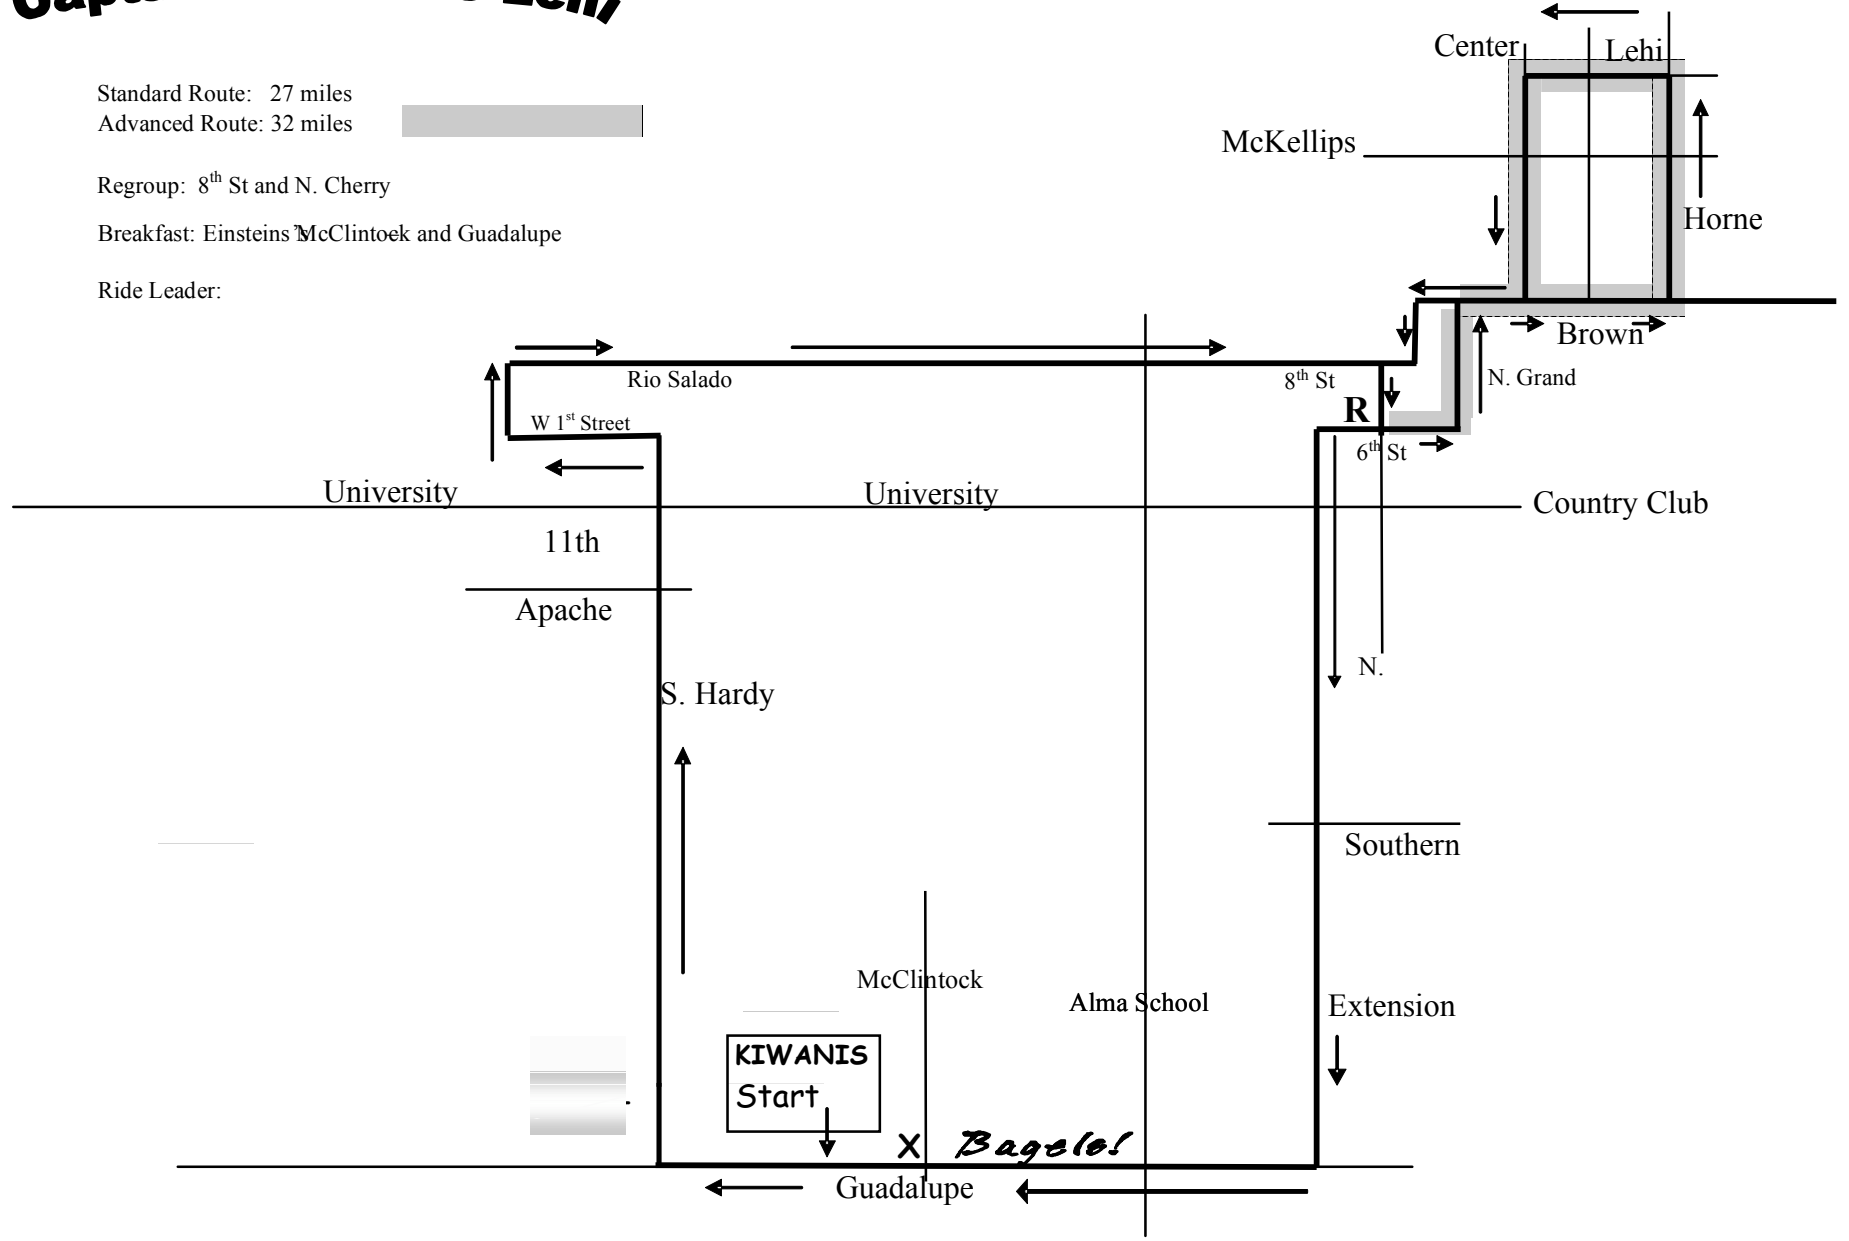 Lehi
Standard Route: 27 miles
Advanced Route: 32 miles
Regroup: 8th St and N. Cherry
Breakfast: Einsteins McClintock and Guadalupe
Ride Leader:
Center
Lehi
McKellips
Horne
Brown
Rio Salado
8th St
N. Grand
R
W 1st Street
6th St
University
University
Country Club
11th
Apache
N.
S. Hardy
Southern
McClintock
Alma School
Extension
KIWANIS
Start
X
Bagels!
Guadalupe